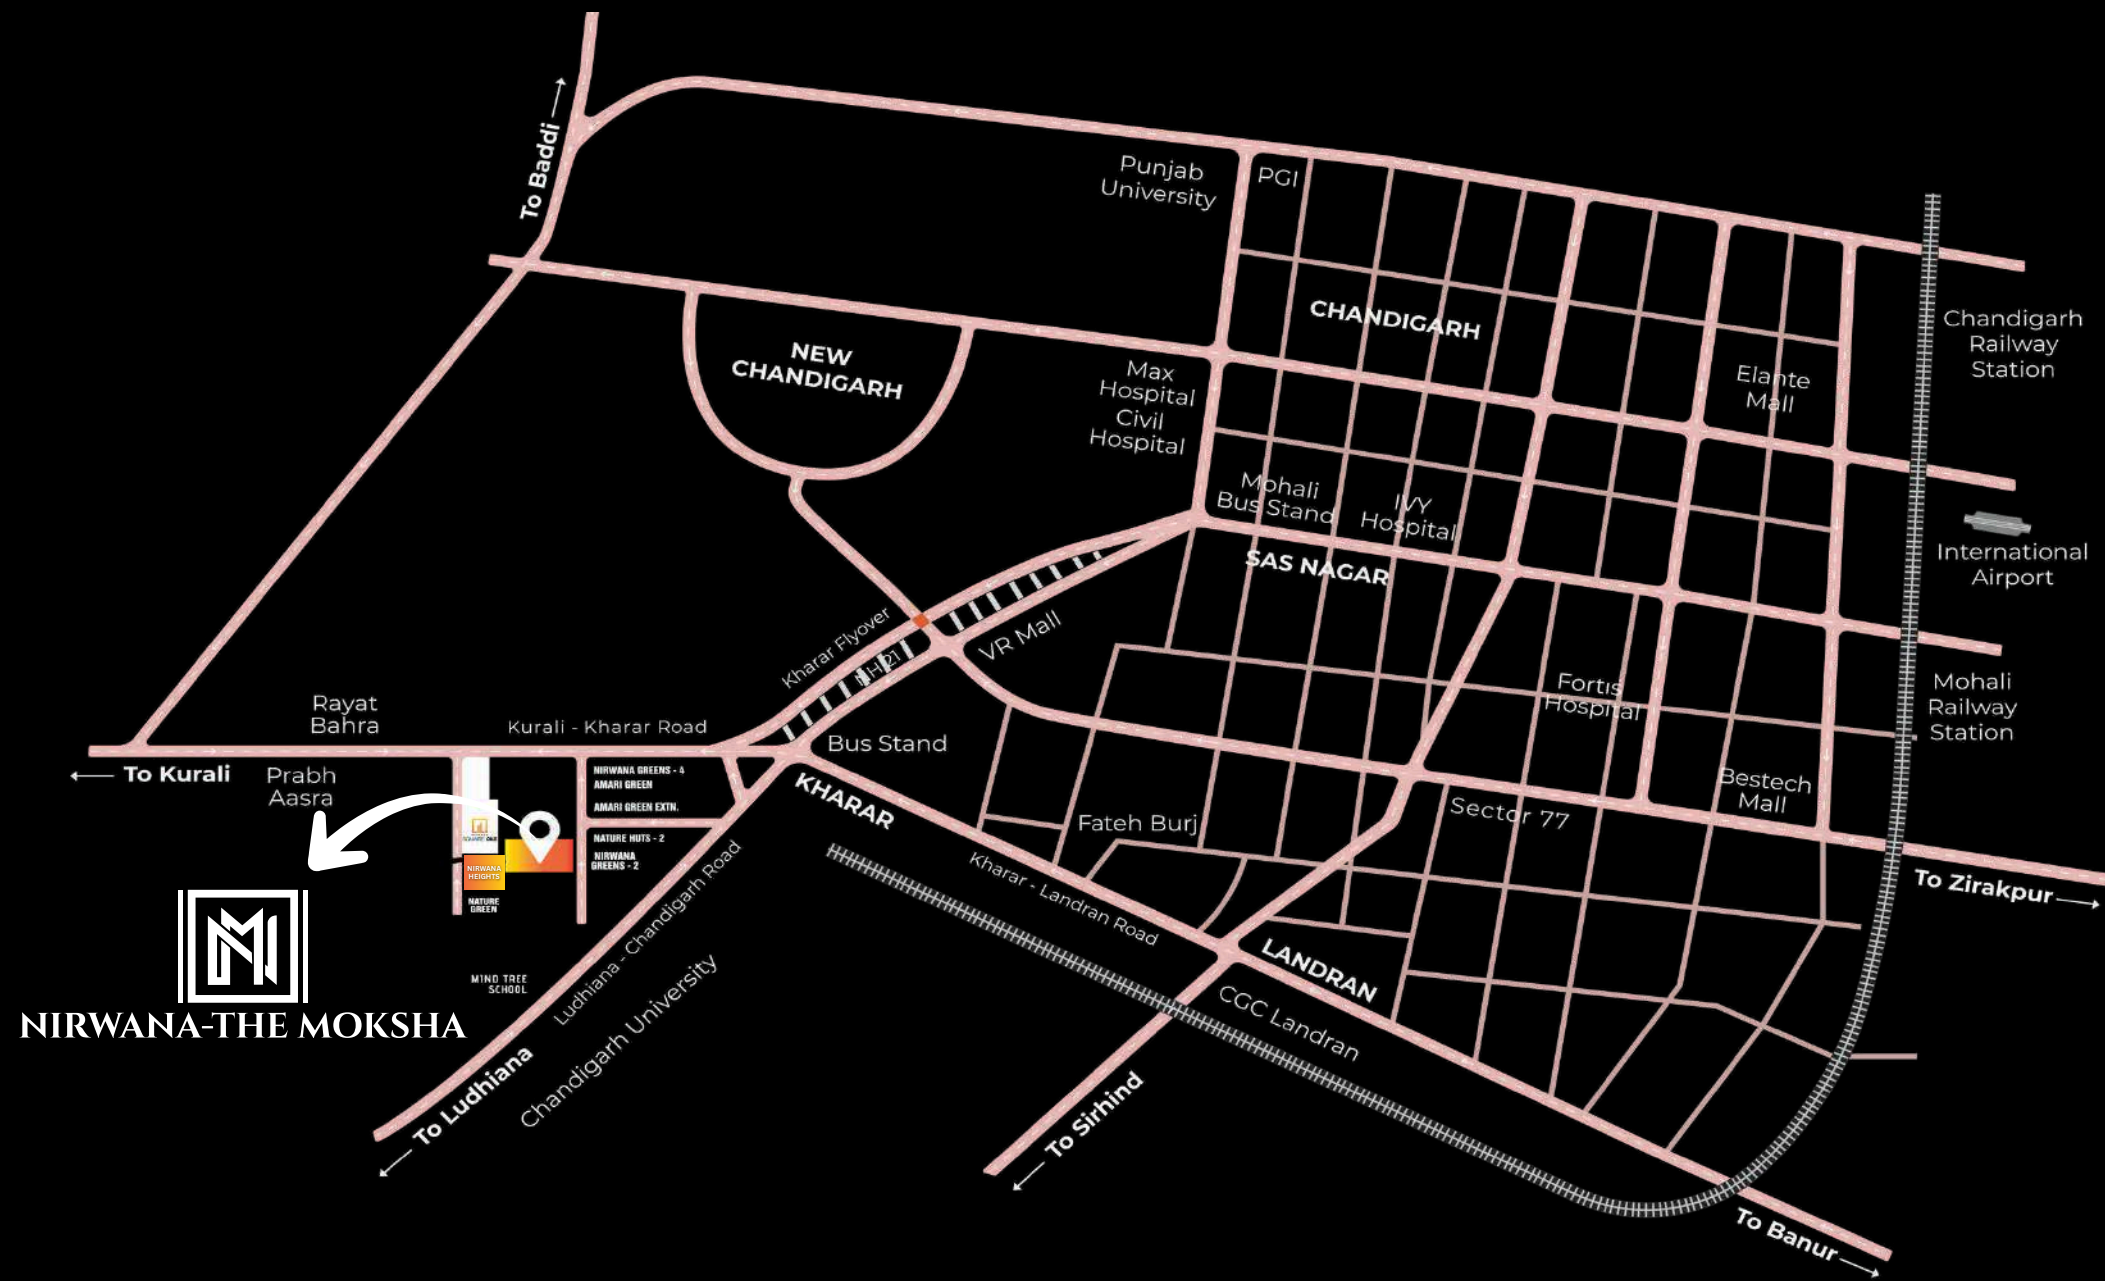 To Baddi
Punjab
University
PGI
CHANDIGARH
NEW
CHANDIGARH
Max
Hospital
Civil
Hospital
Elante
Mall
Chandigarh
Railway
Station
Mohali
Bus Stand
IVY
Hospital
SAS NAGAR
International
Airport
Kharar Flyover
NH 21
VR Mall
Fortis
Hospital
Mohali
Railway
Station
Rayat
Bahra
Kurali - Kharar Road
Bus Stand
To Kurali
Prabh
Aasra
NIRWANA GREENS - 4
AMARI GREEN
AMARI GREEN EXTN.
NATURE HUTS - 2
NIRWANA
GREENS - 2
SQUARE ONE
NIRWANA
HEIGHTS
NATURE
GREEN
KHARAR
Bestech
Mall
Sector 77
Fateh Burj
Kharar - Landran Road
To Zirakpur
LANDRAN
CGC Landran
Ludhiana - Chandigarh Road
Chandigarh University
MIND TREE
SCHOOL
NIRWANA-THE MOKSHA
To Ludhiana
To Sirhind
To Banur